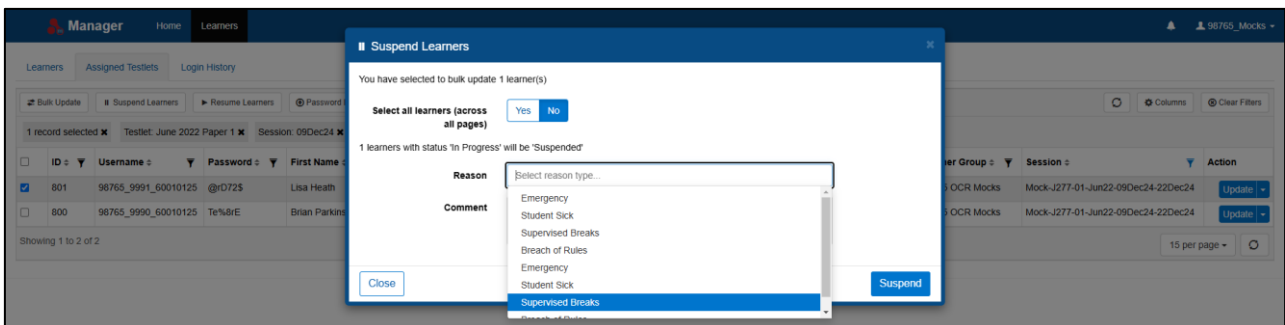 Manager Home Learners 98765_Mocks
Suspend Learners
Learners Assigned Testlets Login History
You have selected to bulk update 1 learner(s)
Bulk Update Suspend Learners Resume Learners Password Columns Clear Filters
Select all learners (across all pages) Yes No
1 record selected Testlet: June 2022 Paper 1 Session: 09Dec24
1 learners with status 'In Progress' will be 'Suspended'
ID Username Password First Name er Group Session Action
Reason Select reason type...
801 98765_9991_60010125 @rD72$ Lisa Heath OCR Mocks Mock-J277-01-Jun22-09Dec24-22Dec24 Update
Emergency
Comment Student Sick
800 98765_9990_60010125 Te%8rE Brian Parkins OCR Mocks Mock-J277-01-Jun22-09Dec24-22Dec24 Update
Supervised Breaks
Showing 1 to 2 of 2 15 per page
Breach of Rules
Emergency
Student Sick
Close Suspend
Supervised Breaks
Breach of Rules